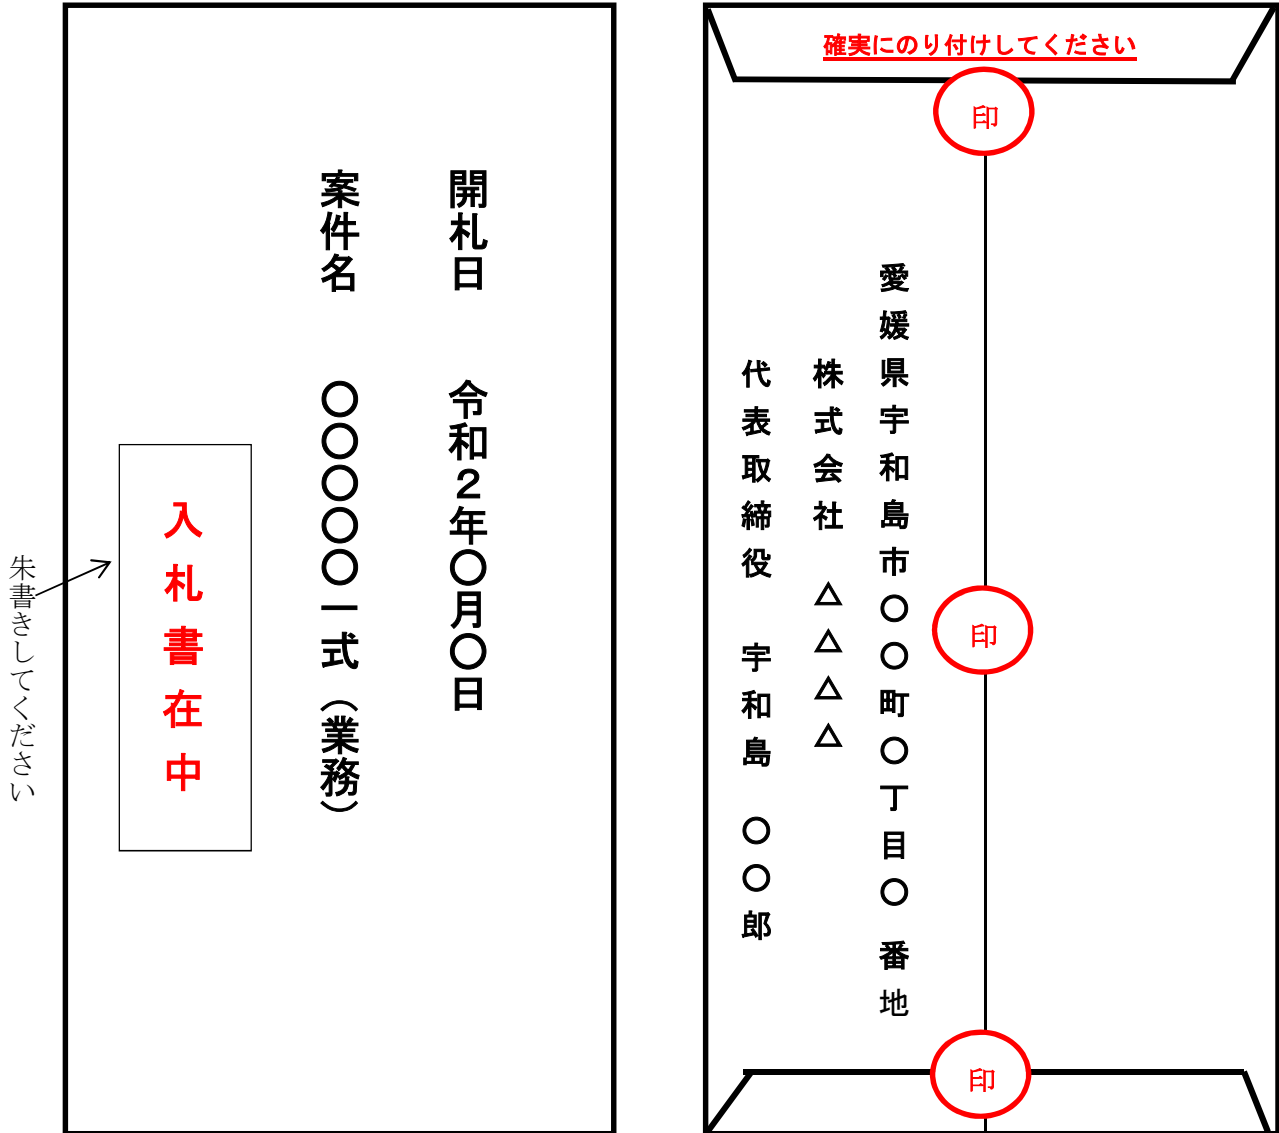 開札日　令和２年〇月〇日
案件名　〇〇〇〇〇一式（業務）
入札書在中
朱書きしてください
確実にのり付けしてください
印
愛媛県宇和島市〇〇町〇丁目〇番地
株式会社　△△△△
代表取締役　宇和島　〇〇郎
印
印